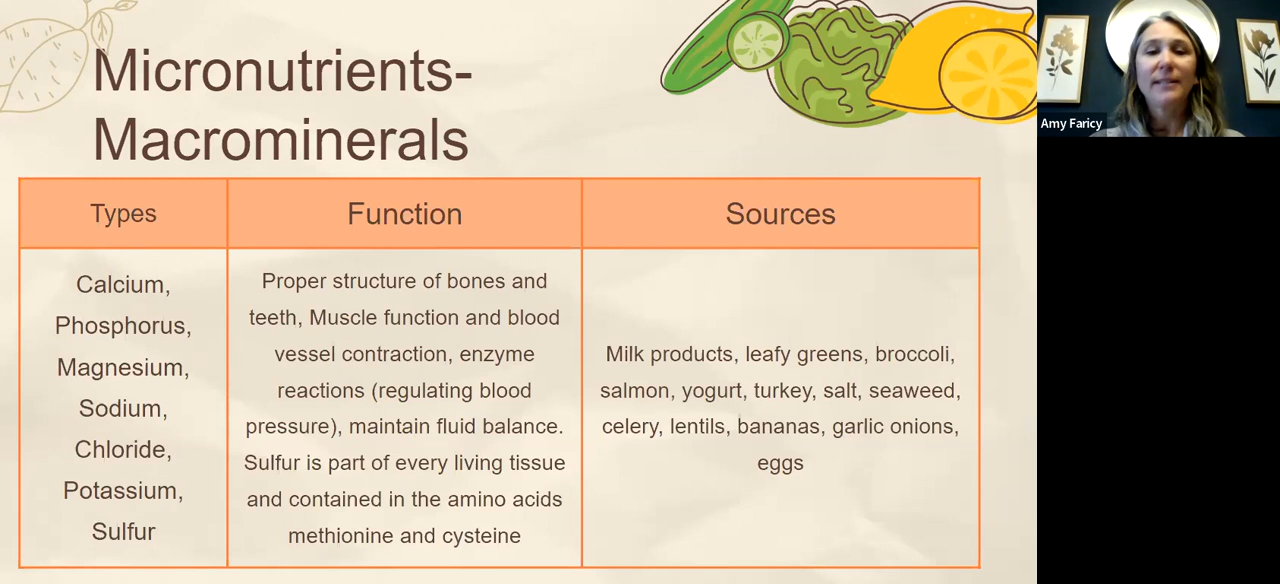 Micronutrients-
Macrominerals
Amy Faricy
Types
Function
Sources
Calcium,
Phosphorus,
Magnesium,
Sodium,
Chloride,
Potassium,
Sulfur
Proper structure of bones and
teeth, Muscle function and blood
vessel contraction, enzyme
reactions (regulating blood
pressure), maintain fluid balance.
Sulfur is part of every living tissue
and contained in the amino acids
methionine and cysteine
Milk products, leafy greens, broccoli,
salmon, yogurt, turkey, salt, seaweed,
celery, lentils, bananas, garlic onions,
eggs